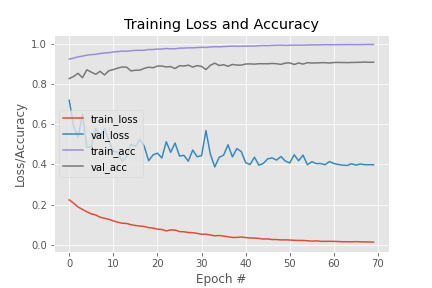 Training Loss and Accuracy
Loss/Accuracy
1.0
0.8
0.6
0.4
0.2
0.0
train_loss
val_loss
train_acc
val_acc
0 10 20 30 40 50 60 70
Epoch #